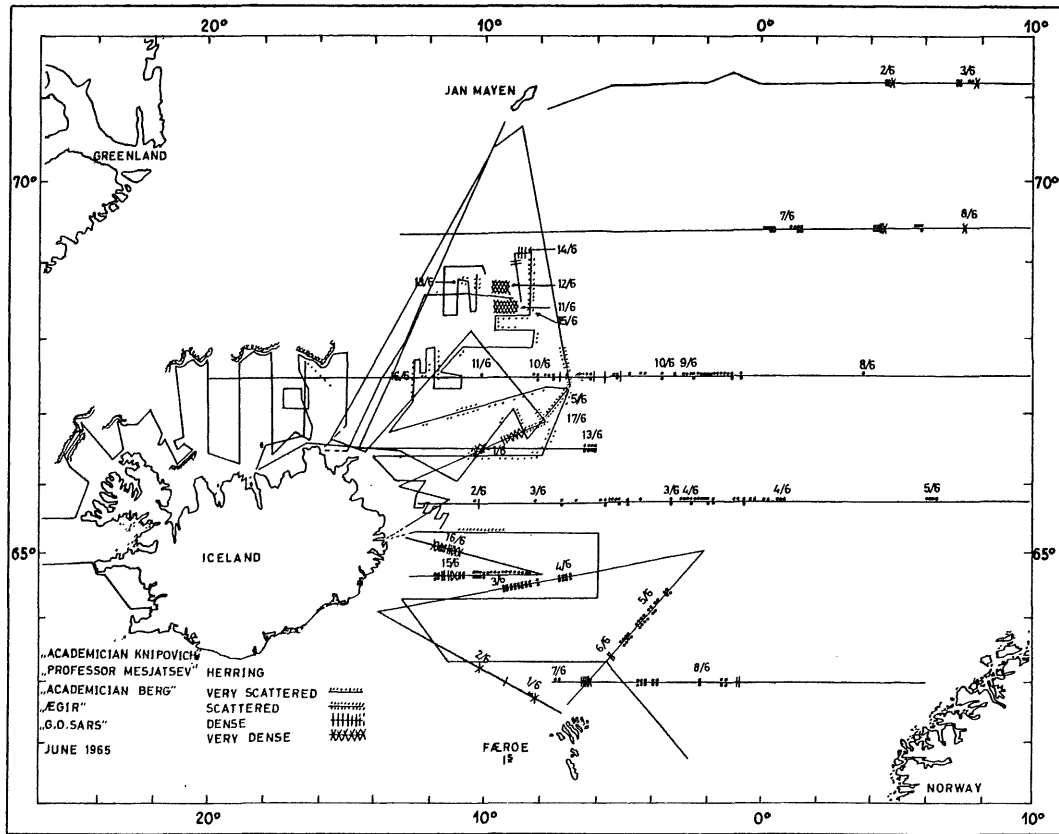 20° 10° 0° 10°
2/6 3/6
JAN MAYEN
GREENLAND
70° 70°
7/6 8/6
14/6
12/6
11/6
15/6
11/6 10/6 10/6 9/6 8/6
5/6
17/6
1/6 13/6
2/6 3/6 3/6 4/6 4/6 5/6
16/6
65° ICELAND 65°
15/6 3/6 4/6
5/6
6/6
2/6 7/6 8/6
1/6
„ACADEMICIAN KNIPOVICH
„PROFESSOR MESJATSEV" HERRING
„ACADEMICIAN BERG" VERY SCATTERED
„ÆGIR" SCATTERED
„G.O.SARS" DENSE
VERY DENSE
JUNE 1965
FÆROE
IS
NORWAY
20° 10° 0° 10°